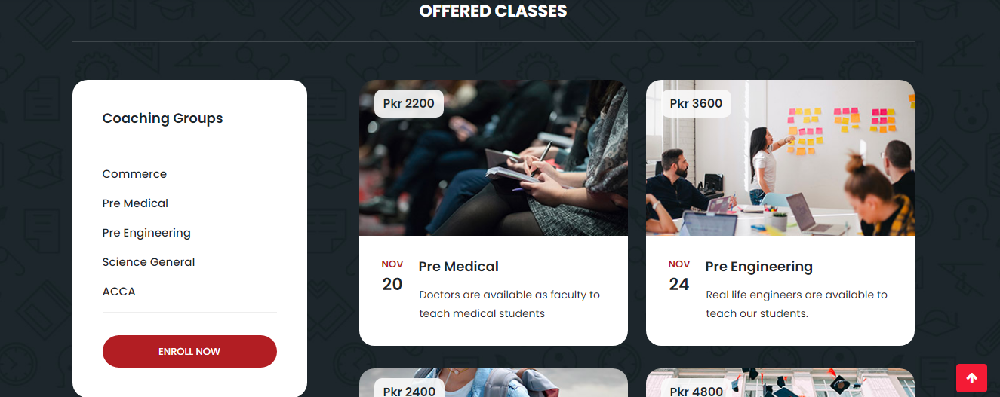 OFFERED CLASSES
Coaching Groups
Commerce
Pre Medical
Pre Engineering
Science General
ACCA
ENROLL NOW
Pkr 2200
NOV
20
Pre Medical
Doctors are available as faculty to
teach medical students
Pkr 3600
NOV
24
Pre Engineering
Real life engineers are available to
teach our students.
Pkr 2400
Pkr 4800